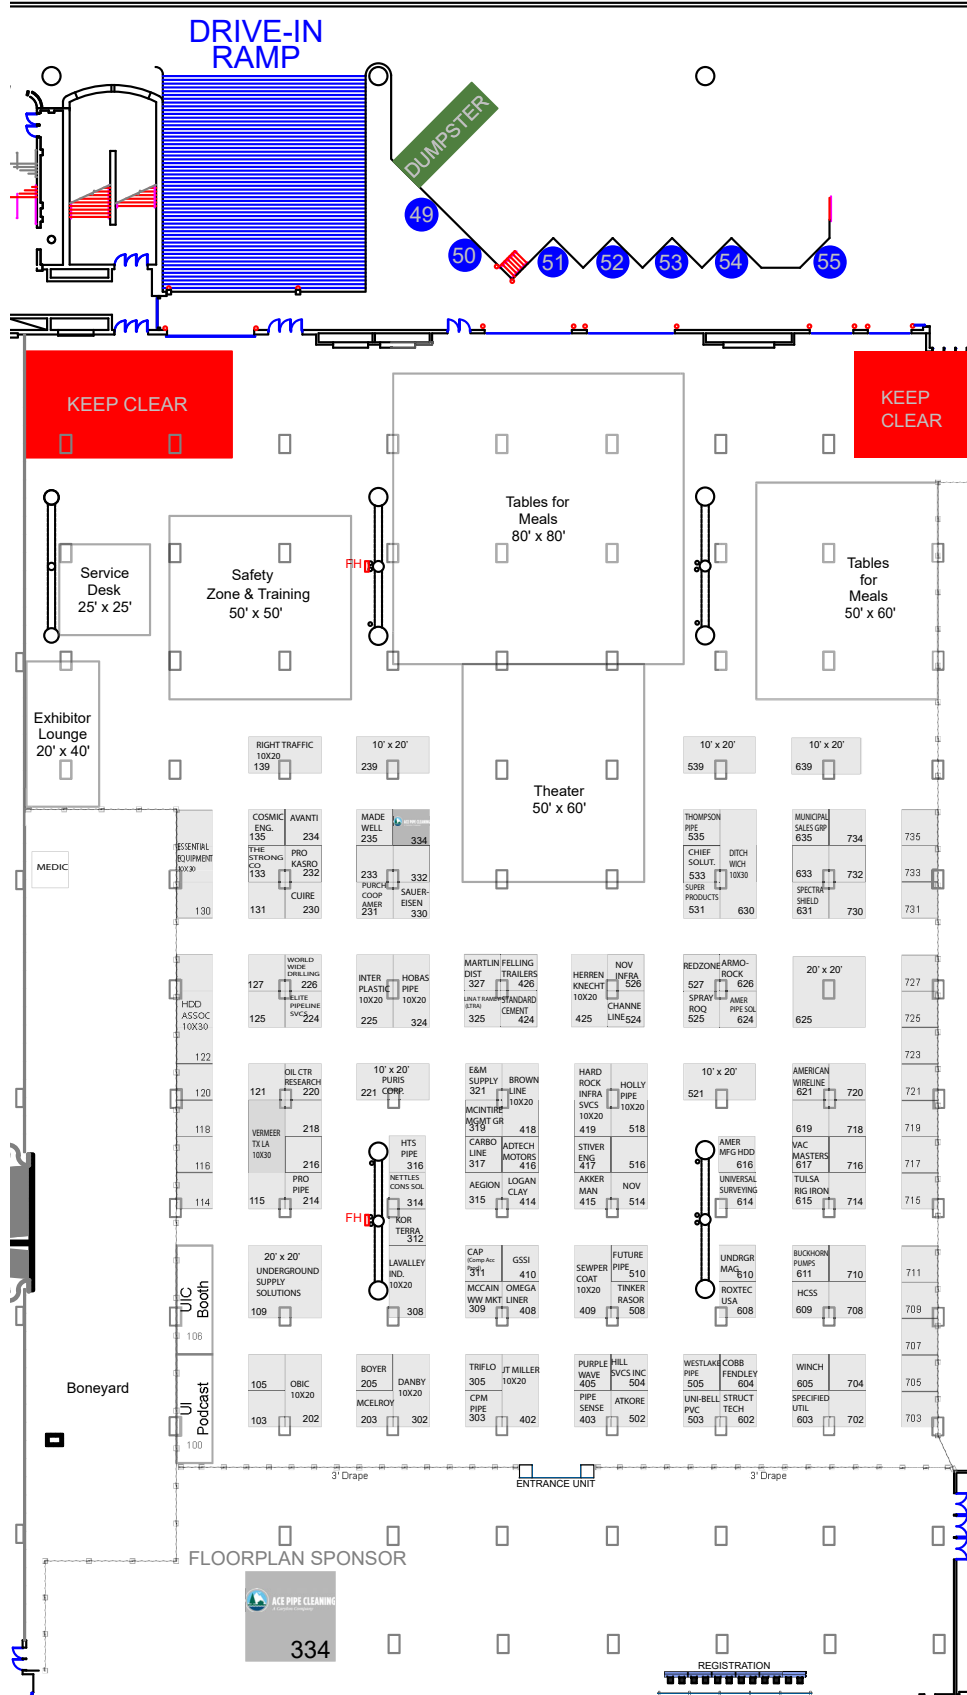 DRIVE-IN
RAMP
DUMPSTER
49
50
51
52
53
54
55
KEEP CLEAR
KEEP
CLEAR
Tables for
Meals
80' x 80'
Service
Desk
25' x 25'
Safety
Zone & Training
50' x 50'
FH
Tables
for
Meals
50' x 60'
Exhibitor
Lounge
20' x 40'
Theater
50' x 60'
RIGHT TRAFFIC
10X20
139
10' x 20'
239
10' x 20'
539
10' x 20'
639
MEDIC
ESSENTIAL
EQUIPMENT
10X30
130
COSMIC
ENG.
135
AVANTI
234
THE
STRONG
CO
133
PRO
KASRO
232
131
CUIRE
230
MADE
WELL
235
ACE PIPE CLEANING
334
233
332
PURCH
COOP
AMER
231
SAUER-
EISEN
330
THOMPSON
PIPE
535
CHIEF
SOLUT.
533
DITCH
WICH
10X30
SUPER
PRODUCTS
531
630
MUNICIPAL
SALES GRP
635
734
633
732
SPECTRA
SHIELD
631
730
735
733
731
HDD
ASSOC
10X30
122
127
WORLD
WIDE
DRILLING
226
125
ELITE
PIPELINE
SVCS
224
INTER
PLASTIC
10X20
225
HOBAS
PIPE
10X20
324
MARTLIN
DIST
327
FELLING
TRAILERS
426
LINA T RAMEY
(LTRA)
325
STANDARD
CEMENT
424
HERREN
KNECHT
10X20
425
NOV
INFRA
526
CHANNE
LINE
524
REDZONE
527
ARMO-
ROCK
626
SPRAY
ROQ
525
AMER
PIPE SOL
624
20' x 20'
625
727
725
723
120
118
116
114
121
OIL CTR
RESEARCH
220
218
VERMEER
TX LA
10X30
216
115
PRO
PIPE
214
10' x 20'
PURIS
CORP.
221
HTS
PIPE
316
NETTLES
CONS SOL
314
FH
KOR
TERRA
312
LAVALLEY
IND.
10X20
308
E&M
SUPPLY
321
BROWN
LINE
10X20
MCINTIRE
MGMT GR
319
418
CARBO
LINE
317
ADTECH
MOTORS
416
AEGION
315
LOGAN
CLAY
414
HARD
ROCK
INFRA
SVCS
10X20
419
HOLLY
PIPE
10X20
518
STIVER
ENG
417
516
AKKER
MAN
415
NOV
514
10' x 20'
521
AMER
MFG HDD
616
UNIVERSAL
SURVEYING
614
AMERICAN
WIRELINE
621
720
619
718
VAC
MASTERS
617
716
TULSA
RIG IRON
615
714
721
719
717
715
UIC
Booth
106
20' x 20'
UNDERGROUND
SUPPLY
SOLUTIONS
109
CAP
(Comp Acc
Prod)
311
GSSI
410
MCCAIN
WW MKT
309
OMEGA
LINER
408
SEWPER
COAT
10X20
409
FUTURE
PIPE
510
TINKER
RASOR
508
UNDRGR
MAG
610
ROXTEC
USA
608
BUCKHORN
PUMPS
611
710
HCSS
609
708
711
709
707
Boneyard
UI
Podcast
100
105
OBIC
10X20
103
202
BOYER
205
DANBY
10X20
MCELROY
203
302
TRIFLO
305
JT MILLER
10X20
CPM
PIPE
303
402
PURPLE
WAVE
405
HILL
SVCS INC
504
PIPE
SENSE
403
ATKORE
502
WESTLAKE
PIPE
505
COBB
FENDLEY
604
UNI-BELL
PVC
503
STRUCT
TECH
602
WINCH
605
704
SPECIFIED
UTIL
603
702
705
703
3' Drape
ENTRANCE UNIT
3' Drape
FLOORPLAN SPONSOR
ACE PIPE CLEANING
334
REGISTRATION